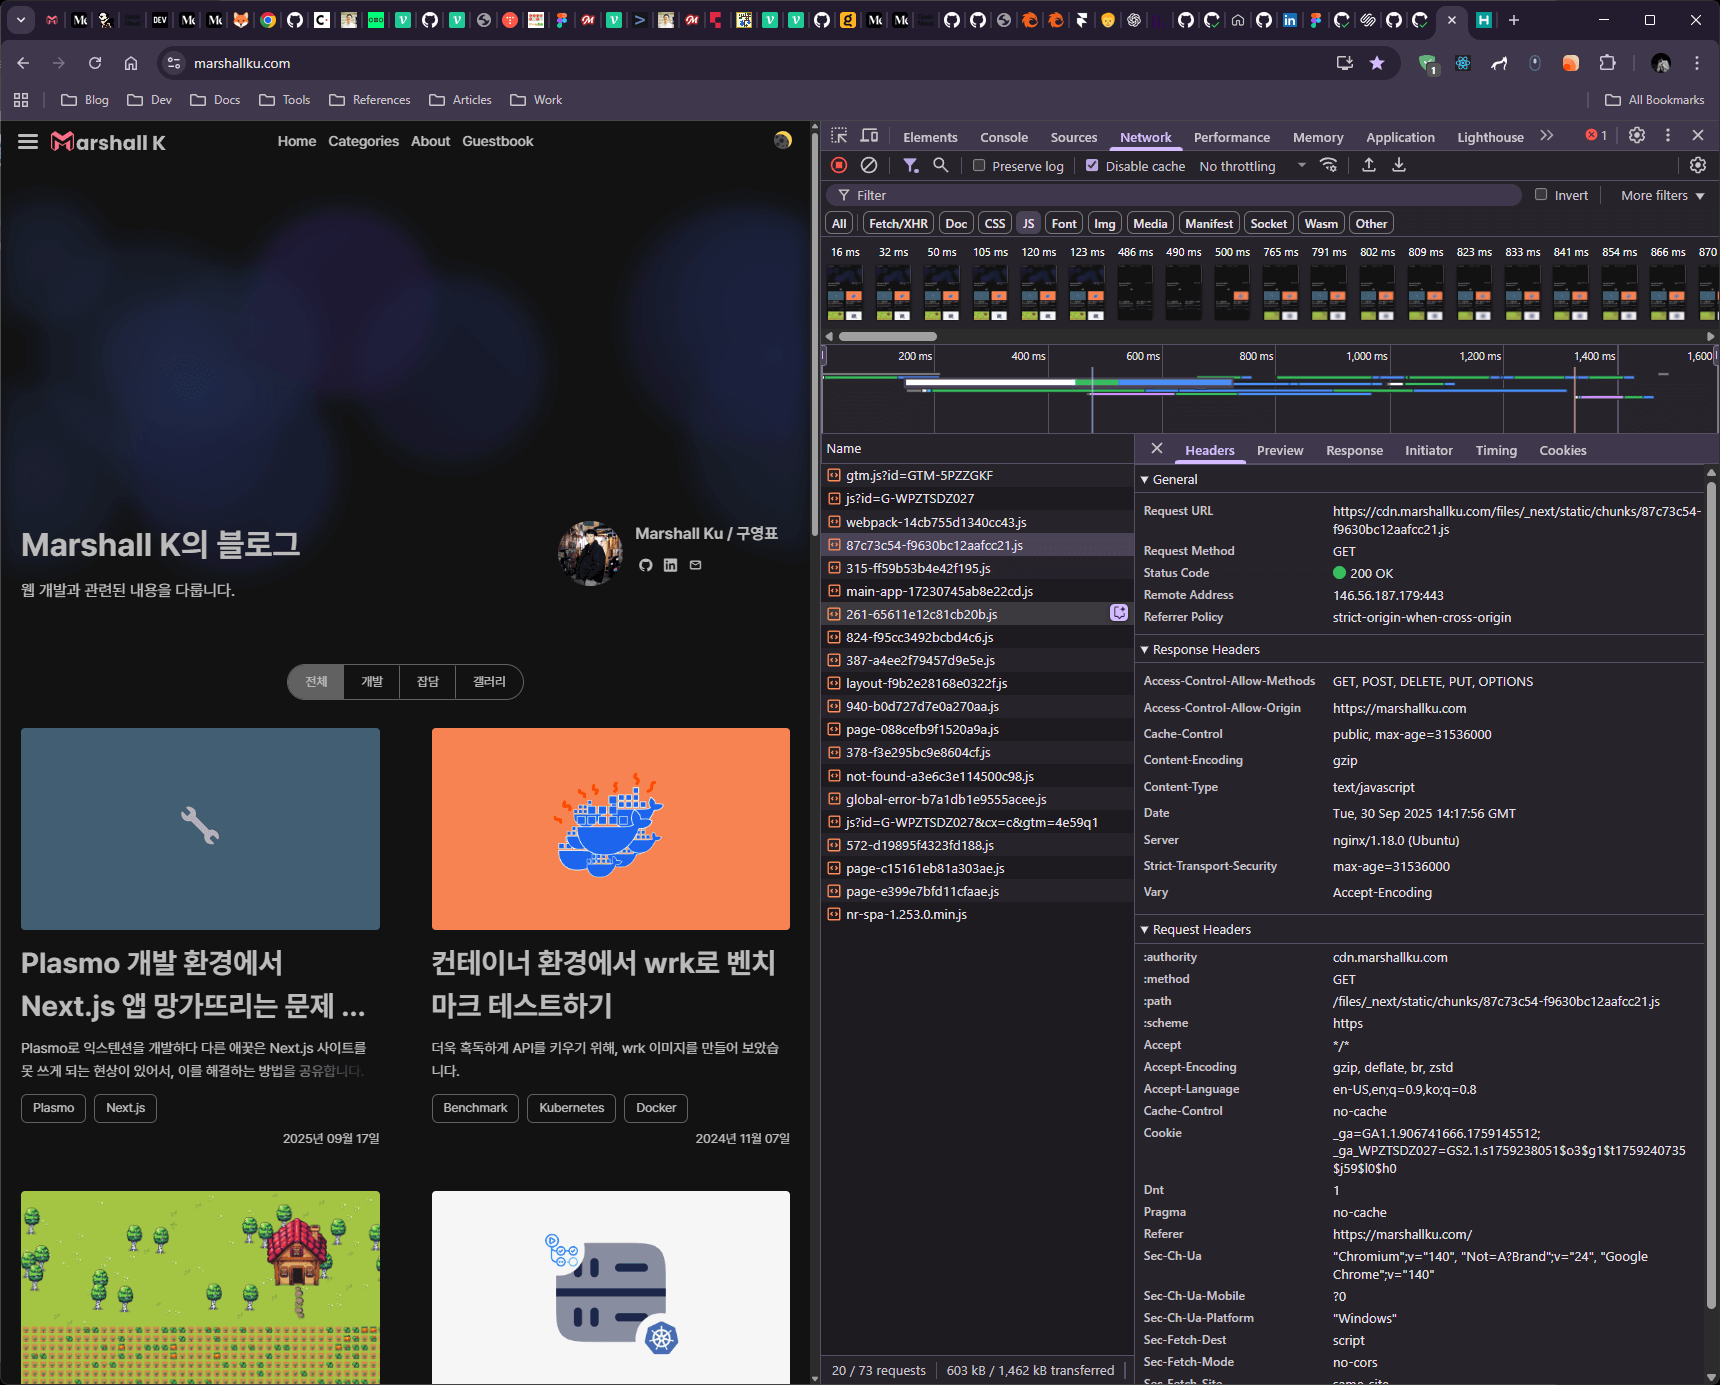 marshallku.com
Blog
Dev
Docs
Tools
References
Articles
Work
All Bookmarks
Marshall K
Home
Categories
About
Guestbook
Marshall K의 블로그
웹 개발과 관련된 내용을 다룹니다.
Marshall Ku / 구영표
전체
개발
잡담
갤러리
Plasmo 개발 환경에서
Next.js 앱 망가뜨리는 문제 ...
Plasmo로 익스텐션을 개발하다 다른 애꿎은 Next.js 사이트를
못 쓰게 되는 현상이 있어서, 이를 해결하는 방법을 공유합니다.
Plasmo
Next.js
2025년 09월 17일
컨테이너 환경에서 wrk로 벤치
마크 테스트하기
더욱 혹독하게 API를 키우기 위해, wrk 이미지를 만들어 보았습
니다.
Benchmark
Kubernetes
Docker
2024년 11월 07일
Elements
Console
Sources
Network
Performance
Memory
Application
Lighthouse
1
Preserve log
Disable cache
No throttling
Filter
Invert
More filters
All
Fetch/XHR
Doc
CSS
JS
Font
Img
Media
Manifest
Socket
Wasm
Other
16 ms
32 ms
50 ms
105 ms
120 ms
123 ms
486 ms
490 ms
500 ms
765 ms
791 ms
802 ms
809 ms
823 ms
833 ms
841 ms
854 ms
866 ms
870
200 ms
400 ms
600 ms
800 ms
1,000 ms
1,200 ms
1,400 ms
1,600
Name
gtm.js?id=GTM-5PZZGKF
js?id=G-WPZTSDZ027
webpack-14cb755d1340cc43.js
87c73c54-f9630bc12aafcc21.js
315-ff59b53b4e42f195.js
main-app-17230745ab8e22cd.js
261-65611e12c81cb20b.js
824-f95cc3492bcbd4c6.js
387-a4ee2f79457d9e5e.js
layout-f9b2e28168e0322f.js
940-b0d727d7e0a270aa.js
page-088cefb9f1520a9a.js
378-f3e295bc9e8604cf.js
not-found-a3e6c3e114500c98.js
global-error-b7a1db1e9555acee.js
js?id=G-WPZTSDZ027&cx=c&gtm=4e59q1
572-d19895f4323fd188.js
page-c15161eb81a303ae.js
page-e399e7bfd11cfaae.js
nr-spa-1.253.0.min.js
20 / 73 requests
603 kB / 1,462 kB transferred
Headers
Preview
Response
Initiator
Timing
Cookies
General
Request URL
https://cdn.marshallku.com/files/_next/static/chunks/87c73c54-
f9630bc12aafcc21.js
Request Method
GET
Status Code
200 OK
Remote Address
146.56.187.179:443
Referrer Policy
strict-origin-when-cross-origin
Response Headers
Access-Control-Allow-Methods
GET, POST, DELETE, PUT, OPTIONS
Access-Control-Allow-Origin
https://marshallku.com
Cache-Control
public, max-age=31536000
Content-Encoding
gzip
Content-Type
text/javascript
Date
Tue, 30 Sep 2025 14:17:56 GMT
Server
nginx/1.18.0 (Ubuntu)
Strict-Transport-Security
max-age=31536000
Vary
Accept-Encoding
Request Headers
:authority
cdn.marshallku.com
:method
GET
:path
/files/_next/static/chunks/87c73c54-f9630bc12aafcc21.js
:scheme
https
Accept
*/*
Accept-Encoding
gzip, deflate, br, zstd
Accept-Language
en-US,en;q=0.9,ko;q=0.8
Cache-Control
no-cache
Cookie
_ga=GA1.1.906741666.1759145512;
_ga_WPZTSDZ027=GS2.1.s1759238051$o3$g1$t1759240735
$j59$l0$h0
Dnt
1
Pragma
no-cache
Referer
https://marshallku.com/
Sec-Ch-Ua
"Chromium";v="140", "Not=A?Brand";v="24", "Google
Chrome";v="140"
Sec-Ch-Ua-Mobile
?0
Sec-Ch-Ua-Platform
"Windows"
Sec-Fetch-Dest
script
Sec-Fetch-Mode
no-cors
Sec-Fetch-Site
same-site